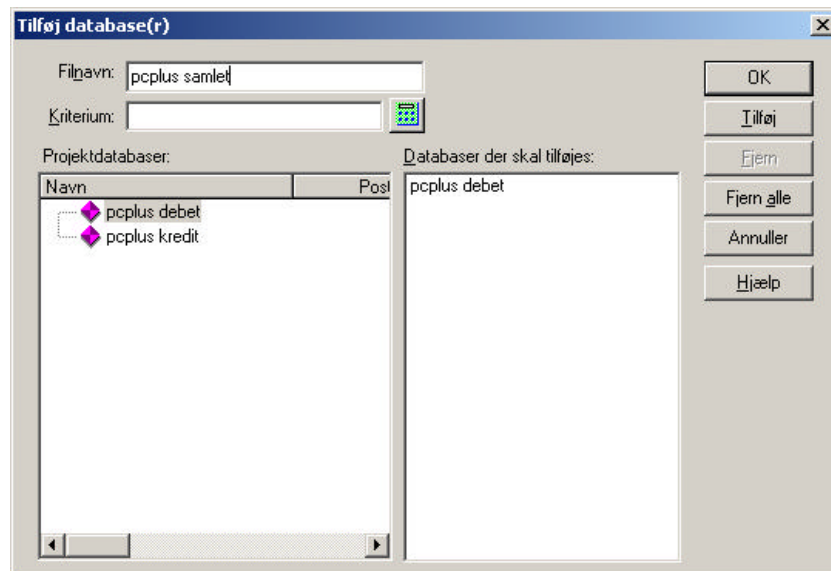 Tilføj database(r)
Filnavn: pcplus samlet
Kriterium:
Projektdatabaser:
Navn Post
pcplus debet
pcplus kredit
Databaser der skal tilføjes:
pcplus debet
OK
Tilføj
Fjern
Fjern alle
Annuller
Hjælp